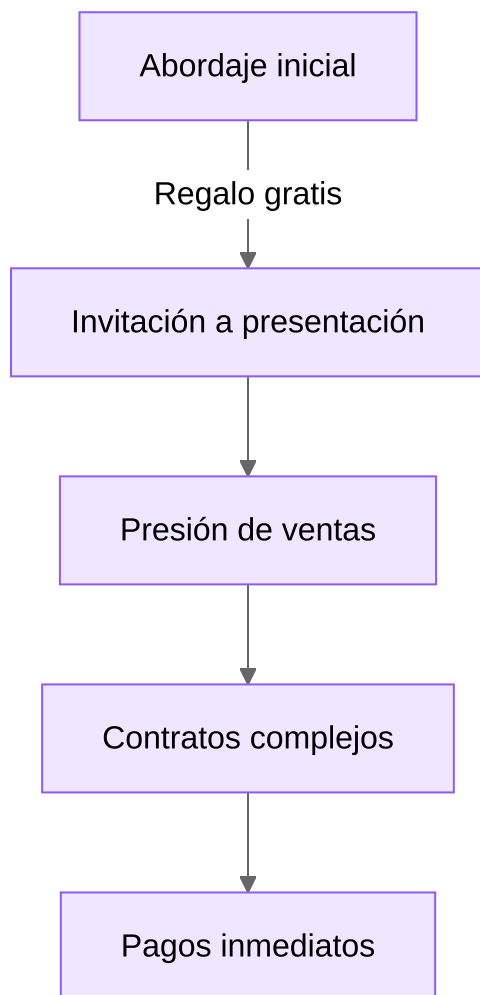 Abordaje inicial
Regalo gratis
Invitación a presentación
Presión de ventas
Contratos complejos
Pagos inmediatos